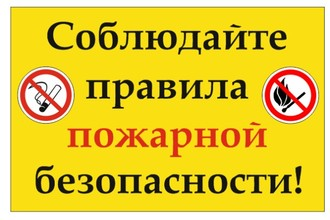 Соблюдайте
правила
пожарной
безопасности!